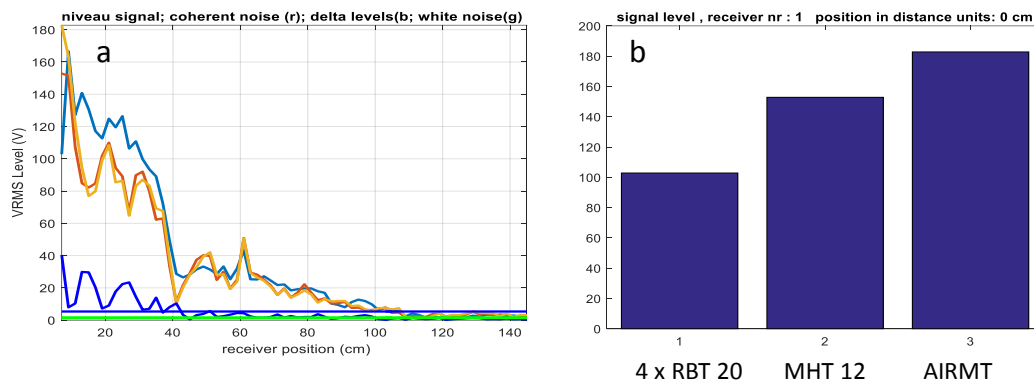 niveau signal; coherent noise (r); delta levels(b; white noise(g)
a
VRMS Level (V)
180
160
140
120
100
80
60
40
20
0
20 40 60 80 100 120 140
receiver position (cm)
signal level , receiver nr : 1 position in distance units: 0 cm
b
200
180
160
140
120
100
80
60
40
20
0
1 2 3
4 x RBT 20 MHT 12 AIRMT